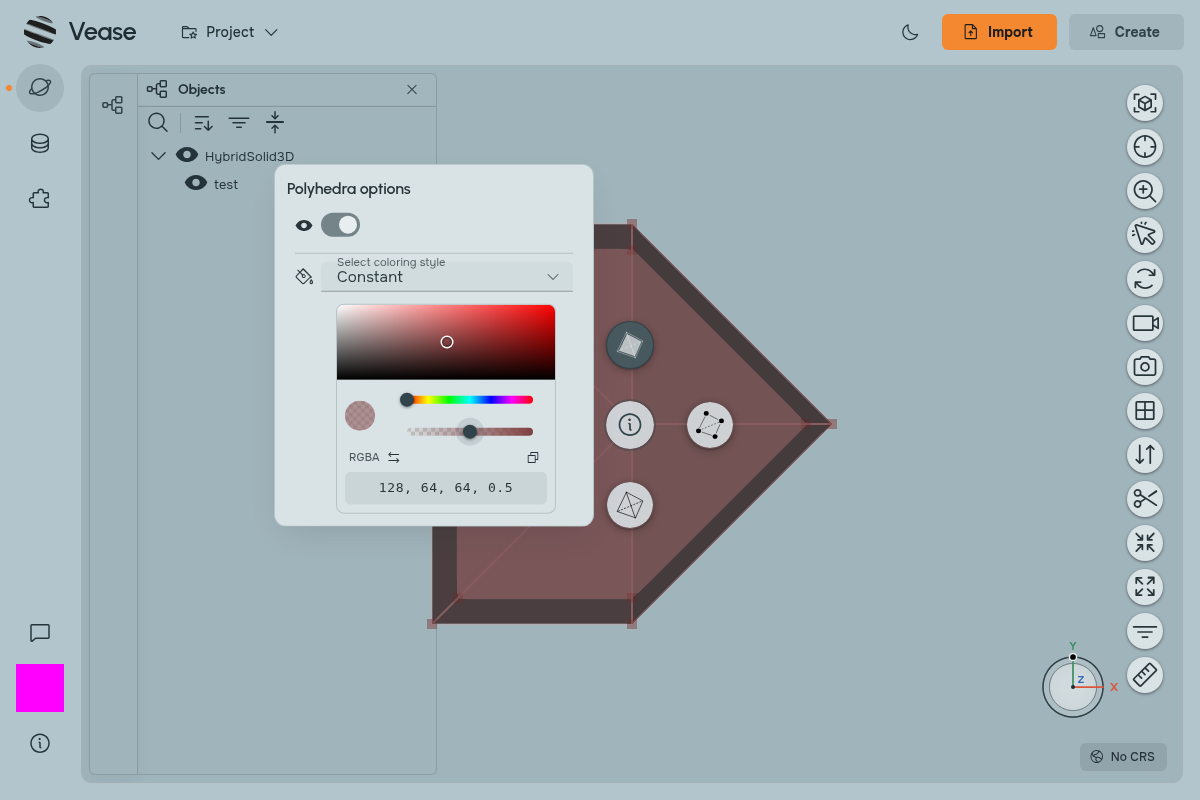 Vease
Project
Import
Create
Objects
HybridSolid3D
test
Polyhedra options
Select coloring style
Constant
RGBA
128, 64, 64, 0.5
Y
Z
X
No CRS